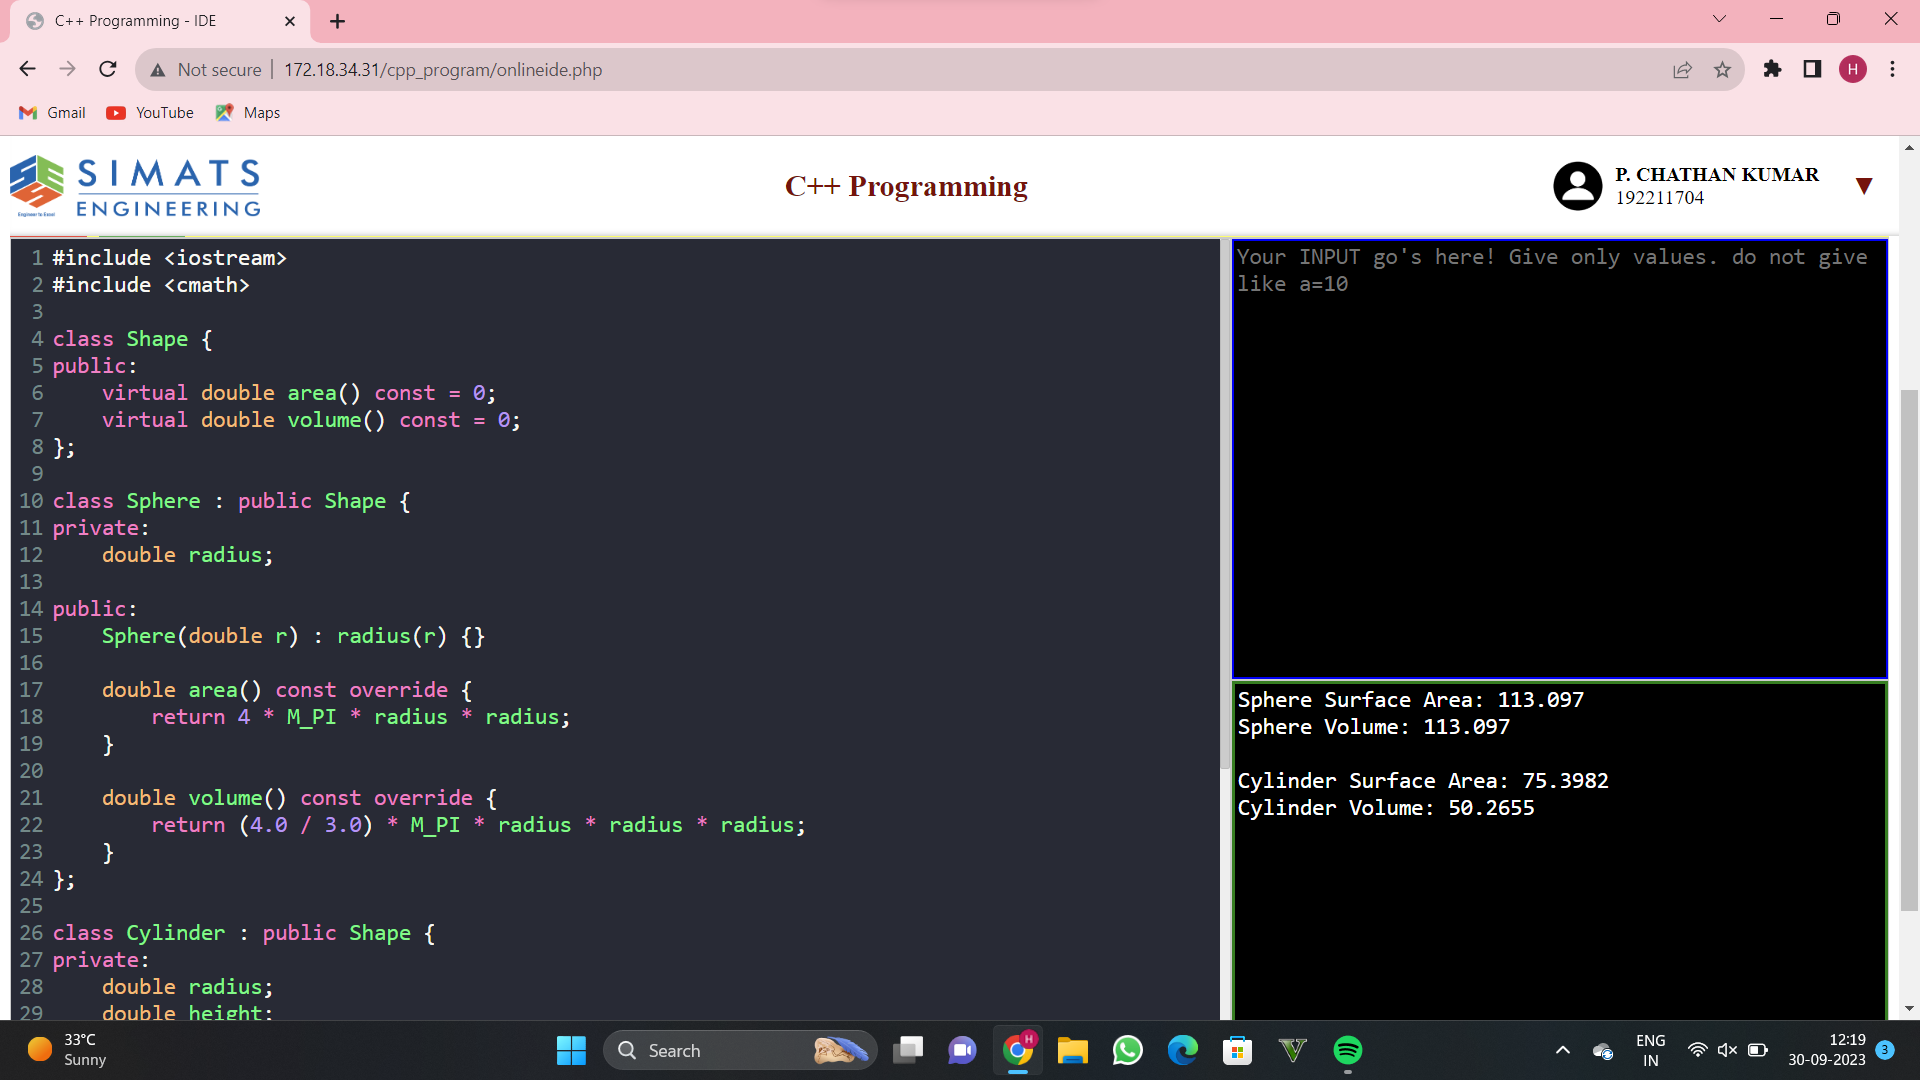 C++ Programming - IDE
Not secure | 172.18.34.31/cpp_program/onlineide.php
H
Gmail YouTube Maps
SIMATS
ENGINEERING
Engineer to Excel
C++ Programming
P. CHATHAN KUMAR
192211704
1 #include <iostream>
2 #include <cmath>
3
4 class Shape {
5 public:
6     virtual double area() const = 0;
7     virtual double volume() const = 0;
8 };
9
10 class Sphere : public Shape {
11 private:
12     double radius;
13
14 public:
15     Sphere(double r) : radius(r) {}
16
17     double area() const override {
18         return 4 * M_PI * radius * radius;
19     }
20
21     double volume() const override {
22         return (4.0 / 3.0) * M_PI * radius * radius * radius;
23     }
24 };
25
26 class Cylinder : public Shape {
27 private:
28     double radius;
29     double height;
Your INPUT go's here! Give only values. do not give
like a=10
Sphere Surface Area: 113.097
Sphere Volume: 113.097
Cylinder Surface Area: 75.3982
Cylinder Volume: 50.2655
33°C
Sunny
Search
H
ENG
IN
12:19
30-09-2023
3